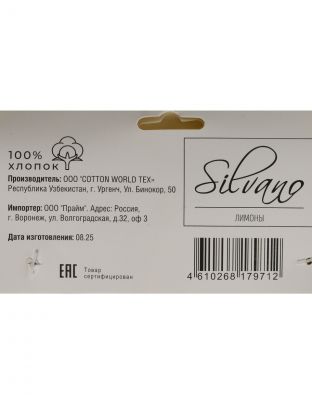 100%
ХЛОПОК
Производитель: ООО "COTTON WORLD TEX»
Республика Узбекистан, г. Ургенч, Ул. Бинокор, 50
Импортер: ООО "Прайм". Адрес: Россия,
г. Воронеж, ул. Волгоградская, д.32, оф 3
Дата изготовления: 08.25
EAC
Товар
сертифицирован
Silvano
ЛИМОНЫ
4 610268 179712